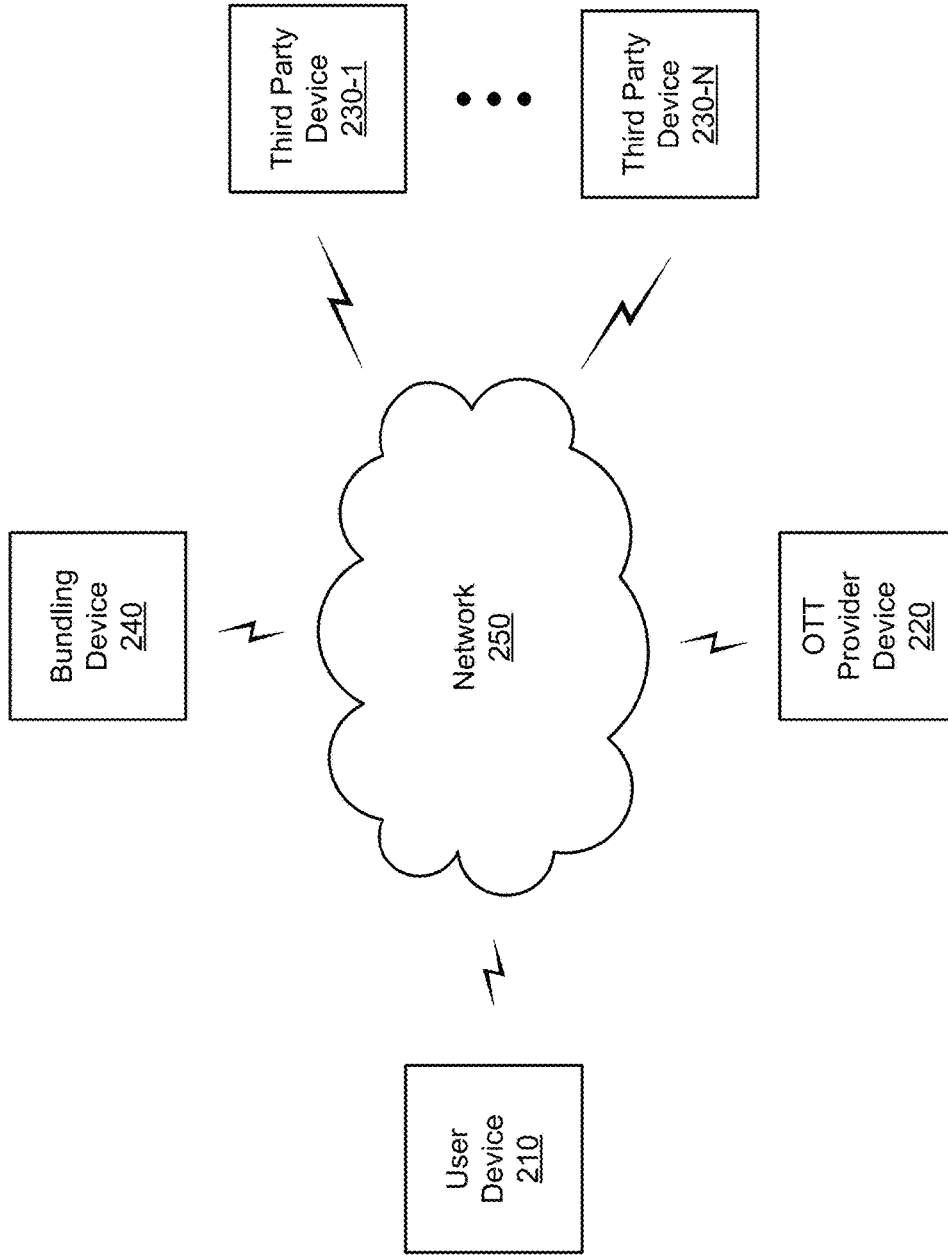 Bundling
Device
240
User
Device
210
Network
250
Third Party
Device
230-1
Third Party
Device
230-N
OTT
Provider
Device
220